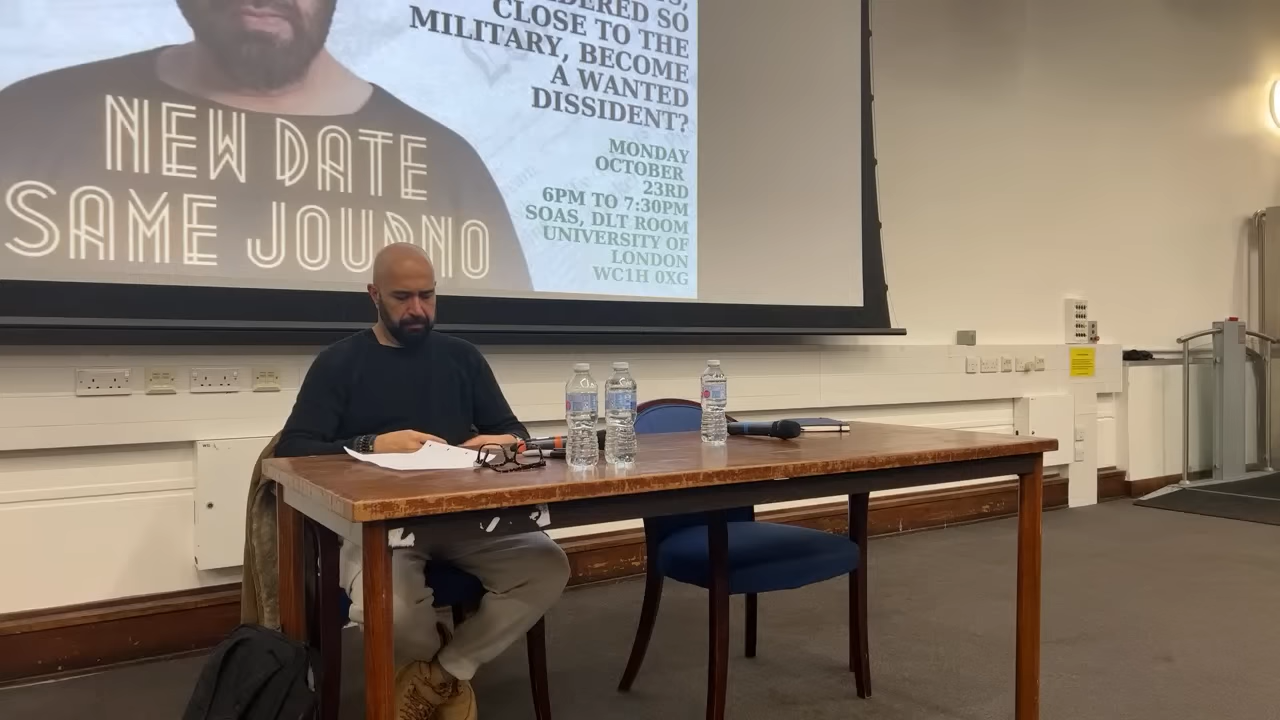 SO
CLOSE TO THE
MILITARY, BECOME
A WANTED
DISSIDENT?
NEW DATE
SAME JOURNO
MONDAY
OCTOBER
23RD
6PM TO 7:30PM
SOAS, DLT ROOM
UNIVERSITY OF
LONDON
WC1H 0XG